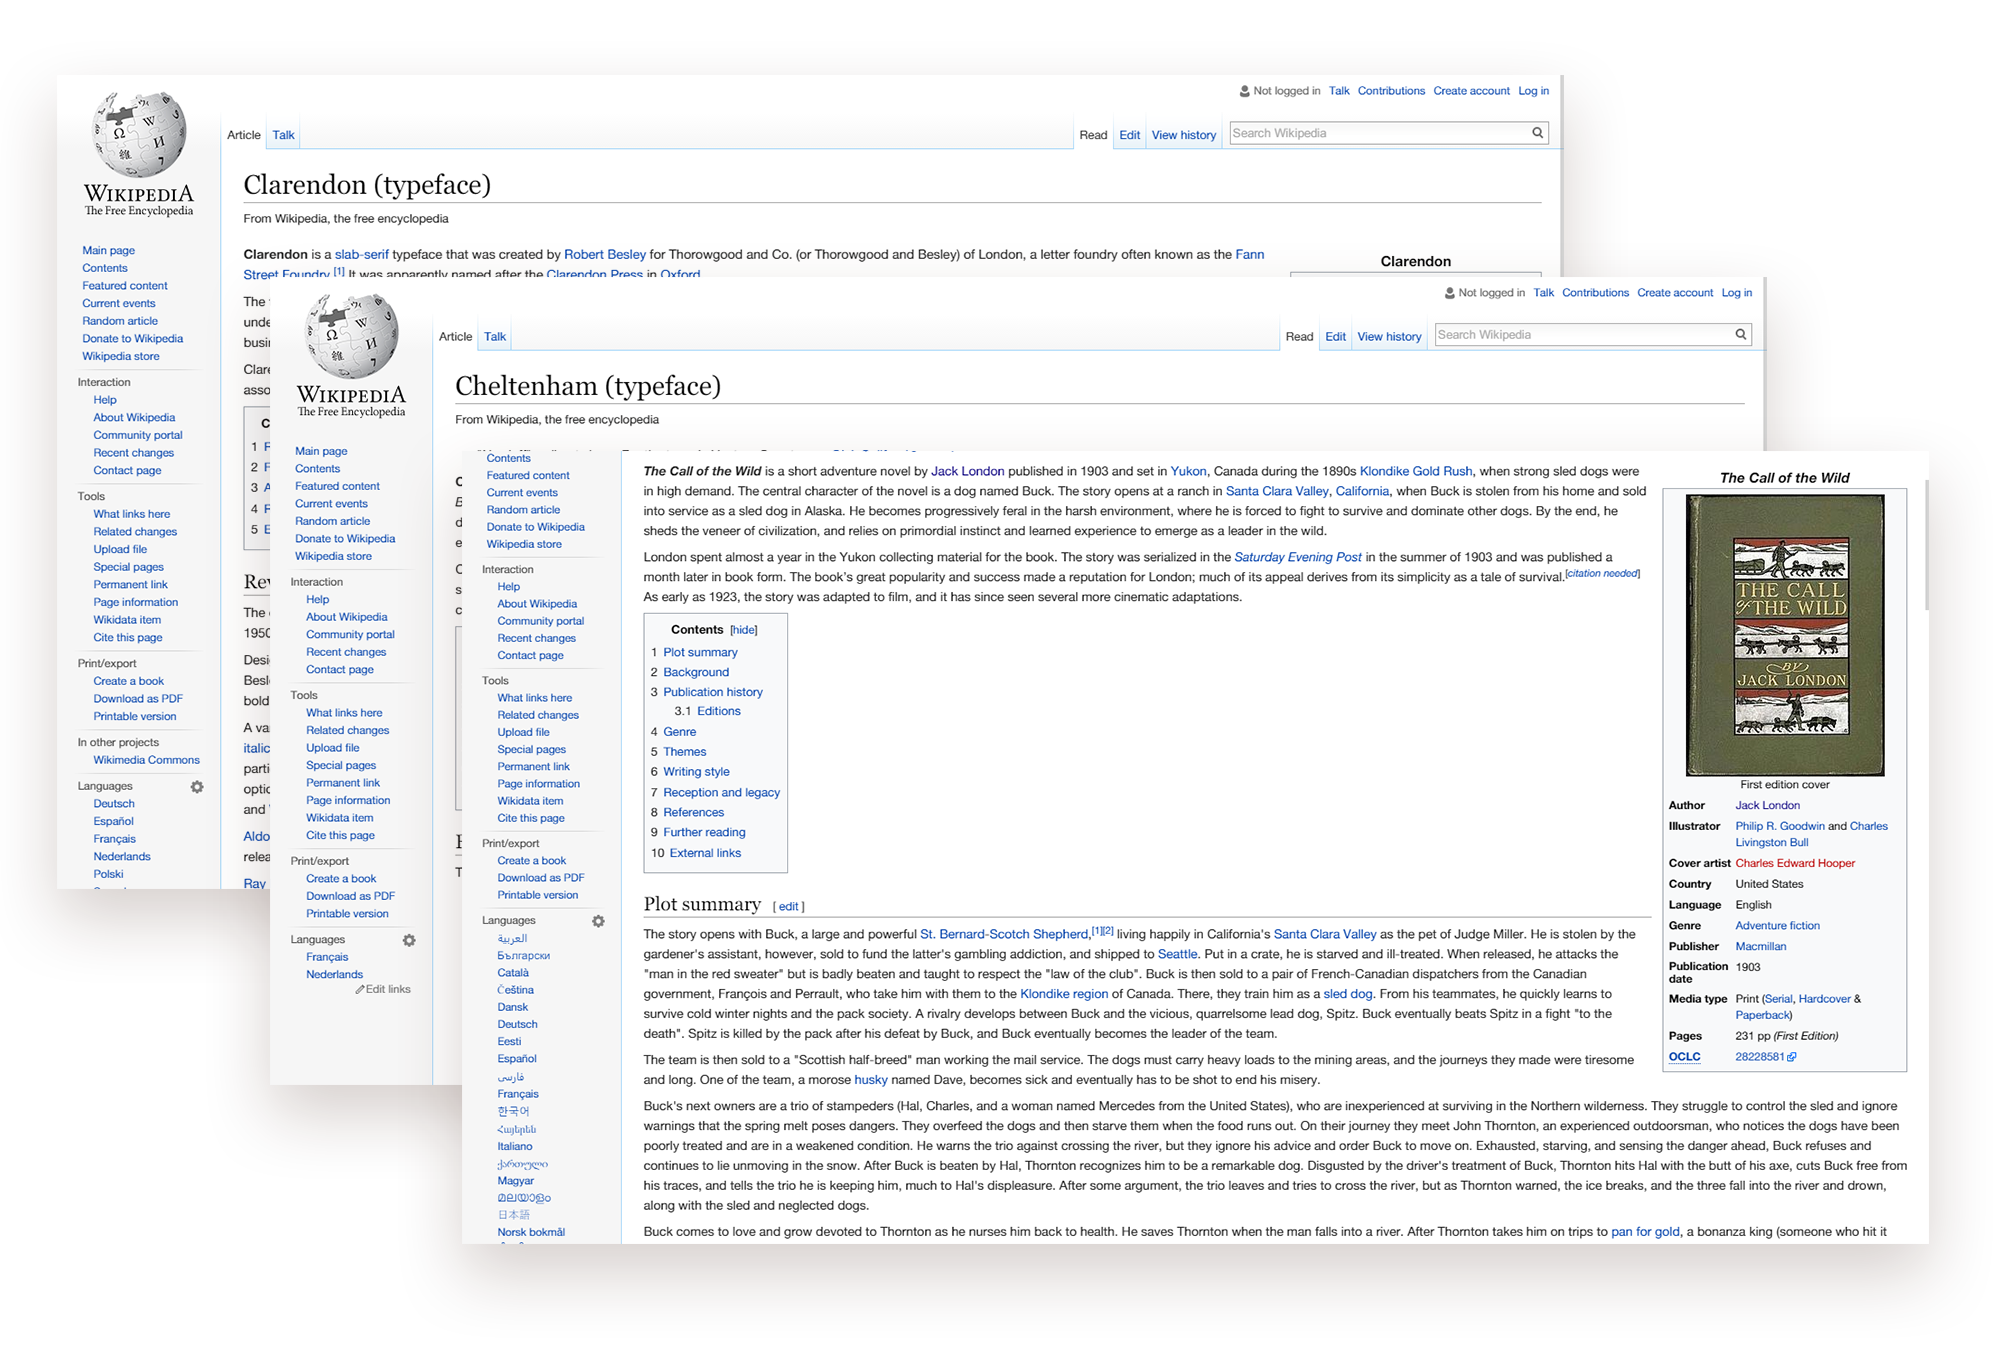 Not logged in Talk Contributions Create account Log in
Article Talk
Read Edit View history Search Wikipedia
WIKIPEDIA
The Free Encyclopedia
Main page
Contents
Featured content
Current events
Random article
Donate to Wikipedia
Wikipedia store
Interaction
Help
About Wikipedia
Community portal
Recent changes
Contact page
Tools
What links here
Related changes
Upload file
Special pages
Permanent link
Page information
Wikidata item
Cite this page
Print/export
Create a book
Download as PDF
Printable version
In other projects
Wikimedia Commons
Languages
Deutsch
Español
Français
Nederlands
Polski
Clarendon (typeface)
From Wikipedia, the free encyclopedia
Clarendon is a slab-serif typeface that was created by Robert Besley for Thorowgood and Co. (or Thorowgood and Besley) of London, a letter foundry often known as the Fann
Street Foundry.[1] It was apparently named after the Clarendon Press in Oxford.
Clarendon
The
1
2
3
4
5
The
1950
A va
and
Aldo
Ray
Not logged in Talk Contributions Create account Log in
Article Talk
Read Edit View history Search Wikipedia
WIKIPEDIA
The Free Encyclopedia
Main page
Contents
Featured content
Current events
Random article
Donate to Wikipedia
Wikipedia store
Interaction
Help
About Wikipedia
Community portal
Recent changes
Contact page
Tools
What links here
Related changes
Upload file
Special pages
Permanent link
Page information
Wikidata item
Cite this page
Print/export
Create a book
Download as PDF
Printable version
Languages
Français
Nederlands
Edit links
Cheltenham (typeface)
From Wikipedia, the free encyclopedia
Contents
Featured content
Current events
Random article
Donate to Wikipedia
Wikipedia store
Interaction
Help
About Wikipedia
Community portal
Recent changes
Contact page
Tools
What links here
Related changes
Upload file
Special pages
Permanent link
Page information
Wikidata item
Cite this page
Print/export
Create a book
Download as PDF
Printable version
Languages
العربية
Български
Català
Čeština
Dansk
Deutsch
Eesti
Español
فارسی
Français
한국어
Հայերեն
Italiano
ქართული
Magyar
മലയാളം
日本語
Norsk bokmål
The Call of the Wild is a short adventure novel by Jack London published in 1903 and set in Yukon, Canada during the 1890s Klondike Gold Rush, when strong sled dogs were
in high demand. The central character of the novel is a dog named Buck. The story opens at a ranch in Santa Clara Valley, California, when Buck is stolen from his home and sold
into service as a sled dog in Alaska. He becomes progressively feral in the harsh environment, where he is forced to fight to survive and dominate other dogs. By the end, he
sheds the veneer of civilization, and relies on primordial instinct and learned experience to emerge as a leader in the wild.
London spent almost a year in the Yukon collecting material for the book. The story was serialized in the Saturday Evening Post in the summer of 1903 and was published a
month later in book form. The book's great popularity and success made a reputation for London; much of its appeal derives from its simplicity as a tale of survival.[citation needed]
As early as 1923, the story was adapted to film, and it has since seen several more cinematic adaptations.
Contents [hide]
1 Plot summary
2 Background
3 Publication history
3.1 Editions
4 Genre
5 Themes
6 Writing style
7 Reception and legacy
8 References
9 Further reading
10 External links
The Call of the Wild
THE CALL
of THE WILD
BY
JACK LONDON
First edition cover
Author Jack London
Illustrator Philip R. Goodwin and Charles
Livingston Bull
Cover artist Charles Edward Hooper
Country United States
Language English
Genre Adventure fiction
Publisher Macmillan
Publication 1903
date
Media type Print (Serial, Hardcover &
Paperback)
Pages 231 pp (First Edition)
OCLC 28228581
Plot summary [ edit ]
The story opens with Buck, a large and powerful St. Bernard-Scotch Shepherd,[1][2] living happily in California's Santa Clara Valley as the pet of Judge Miller. He is stolen by the
gardener's assistant, however, sold to fund the latter's gambling addiction, and shipped to Seattle. Put in a crate, he is starved and ill-treated. When released, he attacks the
"man in the red sweater" but is badly beaten and taught to respect the "law of the club". Buck is then sold to a pair of French-Canadian dispatchers from the Canadian
government, François and Perrault, who take him with them to the Klondike region of Canada. There, they train him as a sled dog. From his teammates, he quickly learns to
survive cold winter nights and the pack society. A rivalry develops between Buck and the vicious, quarrelsome lead dog, Spitz. Buck eventually beats Spitz in a fight "to the
death". Spitz is killed by the pack after his defeat by Buck, and Buck eventually becomes the leader of the team.
The team is then sold to a "Scottish half-breed" man working the mail service. The dogs must carry heavy loads to the mining areas, and the journeys they made were tiresome
and long. One of the team, a morose husky named Dave, becomes sick and eventually has to be shot to end his misery.
Buck's next owners are a trio of stampeders (Hal, Charles, and a woman named Mercedes from the United States), who are inexperienced at surviving in the Northern wilderness. They struggle to control the sled and ignore
warnings that the spring melt poses dangers. They overfeed the dogs and then starve them when the food runs out. On their journey they meet John Thornton, an experienced outdoorsman, who notices the dogs have been
poorly treated and are in a weakened condition. He warns the trio against crossing the river, but they ignore his advice and order Buck to move on. Exhausted, starving, and sensing the danger ahead, Buck refuses and
continues to lie unmoving in the snow. After Buck is beaten by Hal, Thornton recognizes him to be a remarkable dog. Disgusted by the driver's treatment of Buck, Thornton hits Hal with the butt of his axe, cuts Buck free from
his traces, and tells the trio he is keeping him, much to Hal's displeasure. After some argument, the trio leaves and tries to cross the river, but as Thornton warned, the ice breaks, and the three fall into the river and drown,
along with the sled and neglected dogs.
Buck comes to love and grow devoted to Thornton as he nurses him back to health. He saves Thornton when the man falls into a river. After Thornton takes him on trips to pan for gold, a bonanza king (someone who hit it